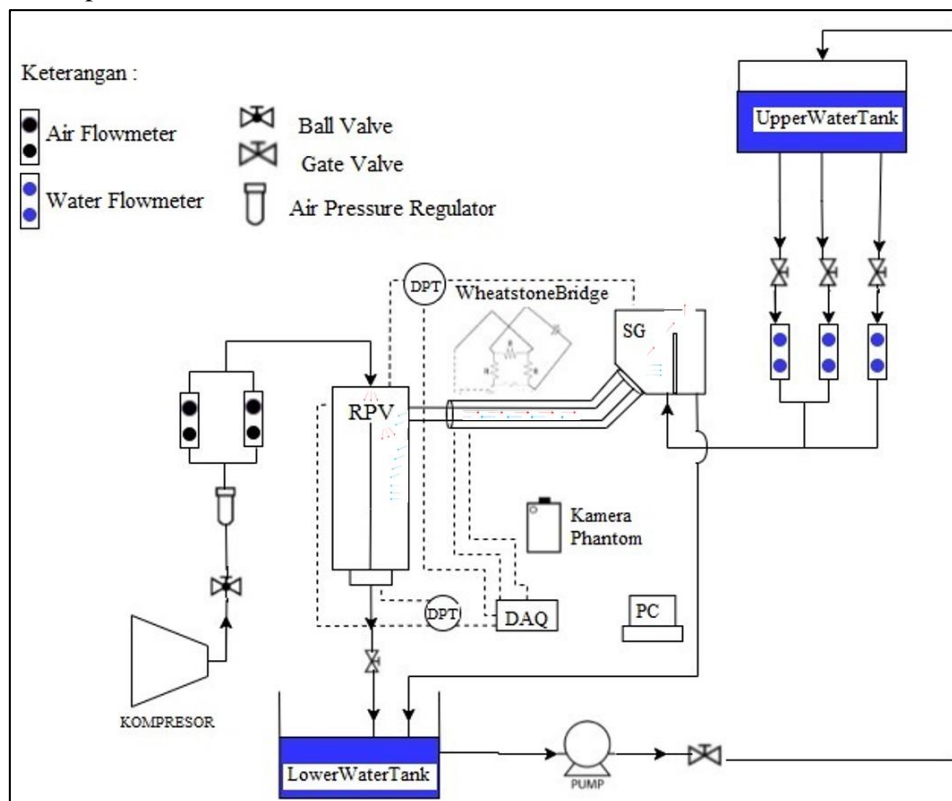 Keterangan :
Air Flowmeter
Water Flowmeter
Ball Valve
Gate Valve
Air Pressure Regulator
UpperWaterTank
DPT
WheatstoneBridge
R
R
R
SG
RPV
Kamera
Phantom
DPT
DAQ
PC
KOMPRESOR
LowerWaterTank
PUMP